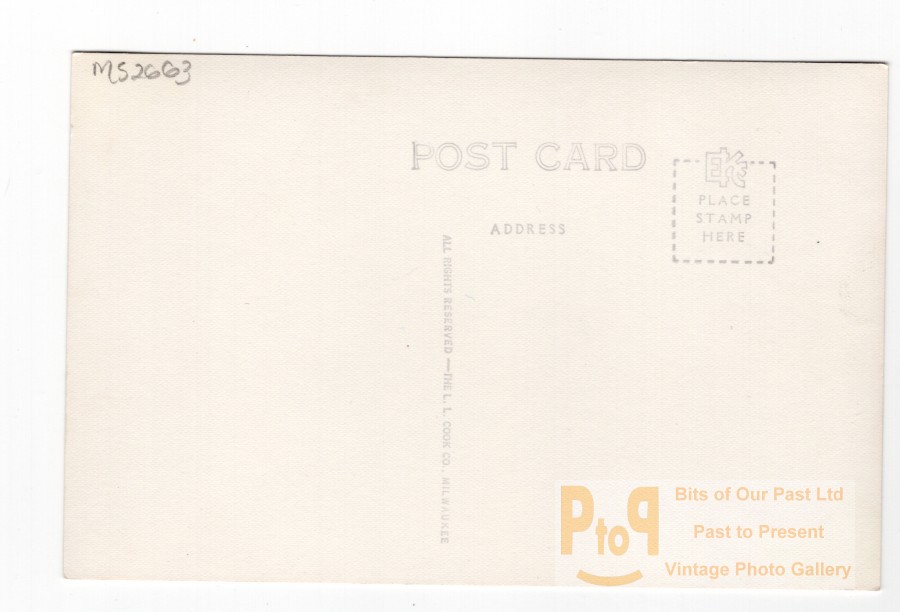 MS2663
POST CARD
EKC
PLACE
STAMP
HERE
ADDRESS
ALL RIGHTS RESERVED — THE L. L. COOK CO., MILWAUKEE
PtoP
Bits of Our Past Ltd
Past to Present
Vintage Photo Gallery